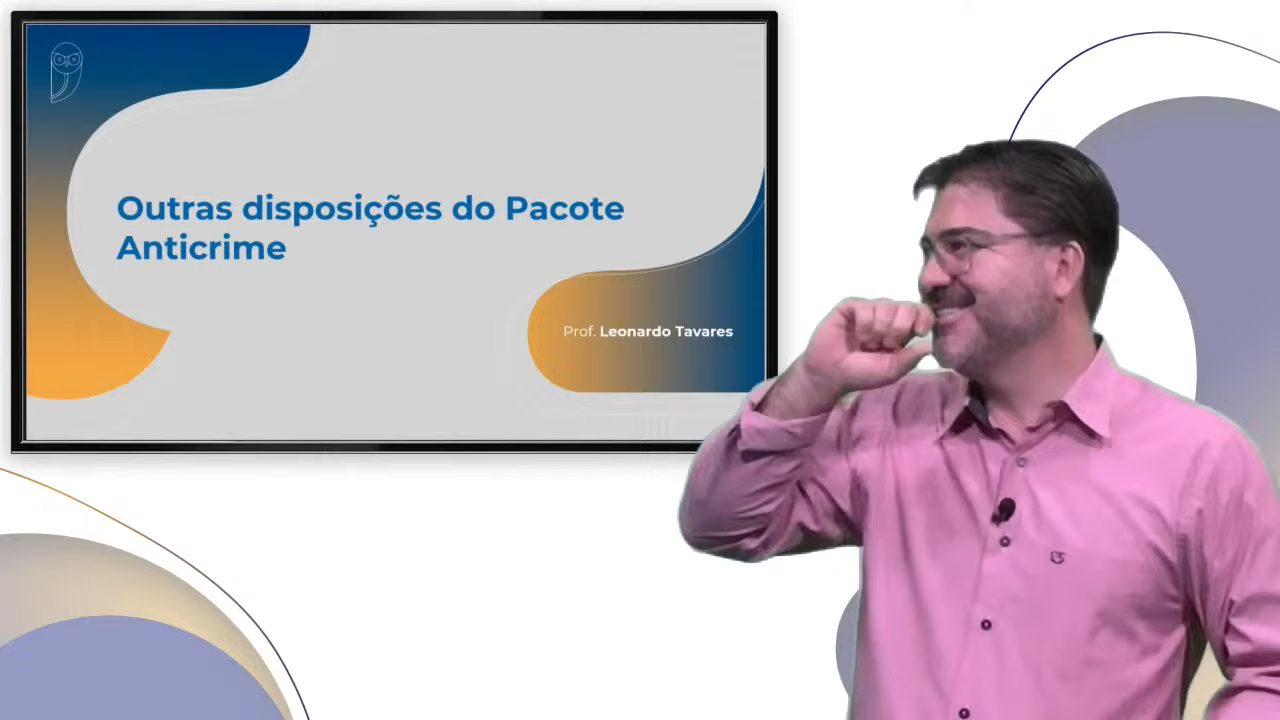 Outras disposições do Pacote
Anticrime
Prof. Leonardo Tavares